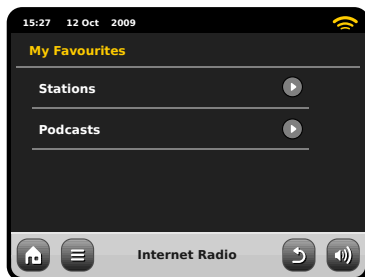 15:27 12 Oct 2009
My Favourites
Stations
Podcasts
Internet Radio